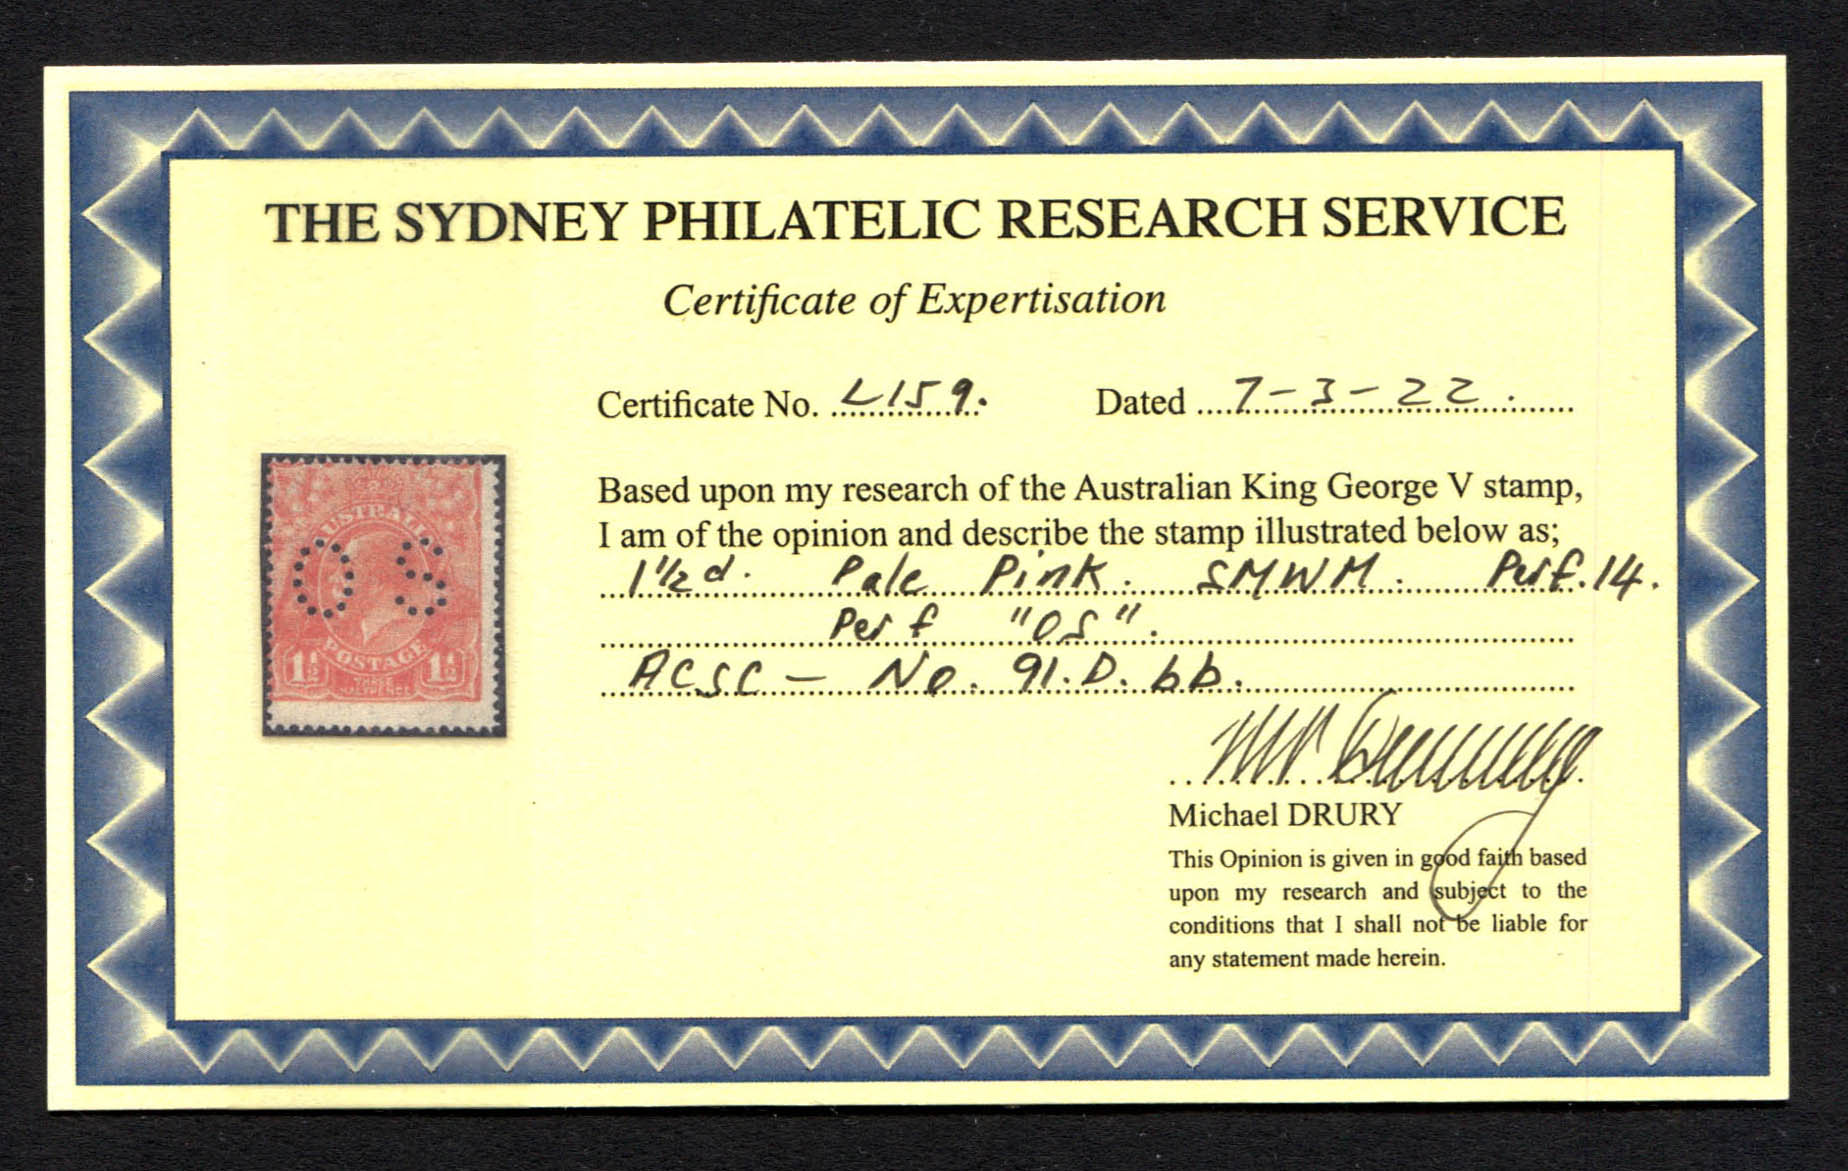 THE SYDNEY PHILATELIC RESEARCH SERVICE
Certificate of Expertisation
Certificate No. L159.
Dated 7-3-22.
Based upon my research of the Australian King George V stamp,
I am of the opinion and describe the stamp illustrated below as;
1½d. Pale Pink. SMWM. Perf.14.
Perf "OS".
ACSC - No. 91.D.bb.
AUSTRALIA
OS
POSTAGE
1½ 1½
THREE
HALFPENCE
Michael DRURY
This Opinion is given in good faith based
upon my research and subject to the
conditions that I shall not be liable for
any statement made herein.